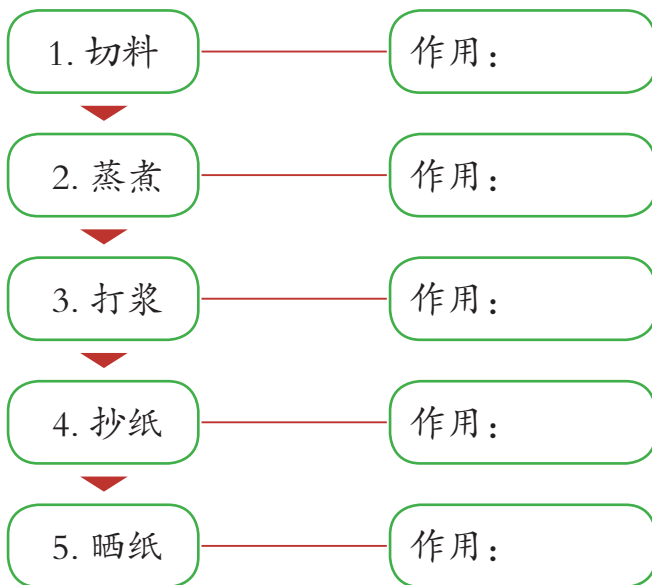 1. 切料 作用：
2. 蒸煮 作用：
3. 打浆 作用：
4. 抄纸 作用：
5. 晒纸 作用：